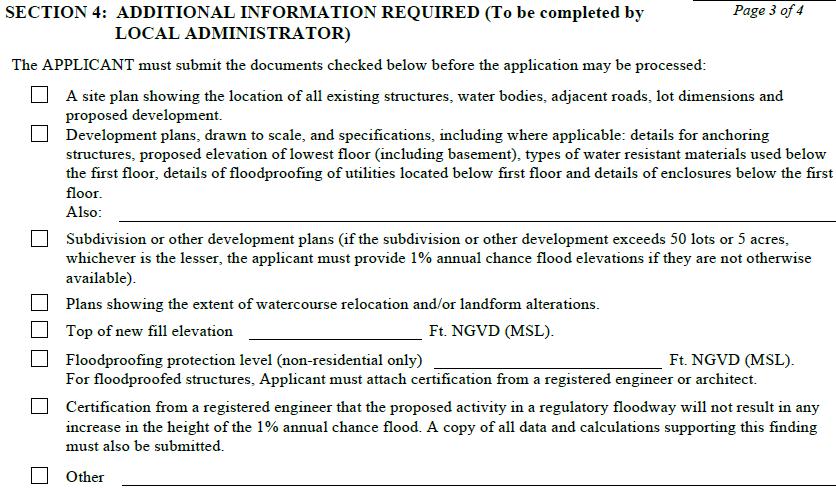 SECTION 4: ADDITIONAL INFORMATION REQUIRED (To be completed by
Page 3 of 4
LOCAL ADMINISTRATOR)
The APPLICANT must submit the documents checked below before the application may be processed:
A site plan showing the location of all existing structures, water bodies, adjacent roads, lot dimensions and
proposed development.
Development plans, drawn to scale, and specifications, including where applicable: details for anchoring
structures, proposed elevation of lowest floor (including basement), types of water resistant materials used below
the first floor, details of floodproofing of utilities located below first floor and details of enclosures below the first
floor.
Also:
Subdivision or other development plans (if the subdivision or other development exceeds 50 lots or 5 acres,
whichever is the lesser, the applicant must provide 1% annual chance flood elevations if they are not otherwise
available).
Plans showing the extent of watercourse relocation and/or landform alterations.
Top of new fill elevation Ft. NGVD (MSL).
Floodproofing protection level (non-residential only) Ft. NGVD (MSL).
For floodproofed structures, Applicant must attach certification from a registered engineer or architect.
Certification from a registered engineer that the proposed activity in a regulatory floodway will not result in any
increase in the height of the 1% annual chance flood. A copy of all data and calculations supporting this finding
must also be submitted.
Other